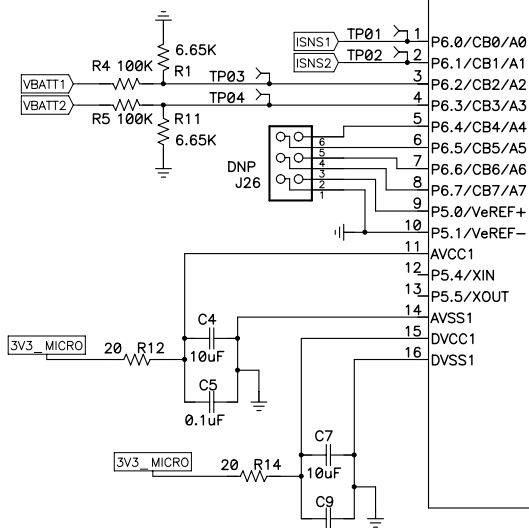 ISNS1 TP01 1 P6.0/CB0/A0
6.65K
ISNS2 TP02 2 P6.1/CB1/A1
R4 100K R1
VBATT1 TP03 3 P6.2/CB2/A2
VBATT2 TP04 4 P6.3/CB3/A3
R5 100K R11
5 P6.4/CB4/A4
6.65K
6 6 P6.5/CB5/A5
DNP 5 7 P6.6/CB6/A6
J26 4 8 P6.7/CB7/A7
3
2
1
9 P5.0/VeREF+
10 P5.1/VeREF-
11 AVCC1
12 P5.4/XIN
13 P5.5/XOUT
14 AVSS1
C4
15 DVCC1
3V3_MICRO 20 R12
10uF
16 DVSS1
C5
0.1uF
C7
3V3_MICRO 20 R14
10uF
C9